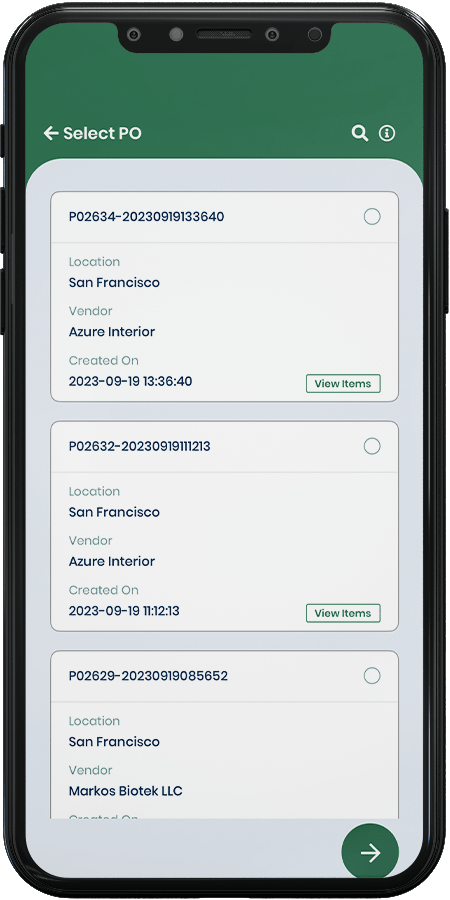 Select PO
P02634-20230919133640
Location
San Francisco
Vendor
Azure Interior
Created On
2023-09-19 13:36:40
View Items
P02632-20230919111213
Location
San Francisco
Vendor
Azure Interior
Created On
2023-09-19 11:12:13
View Items
P02629-20230919085652
Location
San Francisco
Vendor
Markos Biotek LLC
Created On